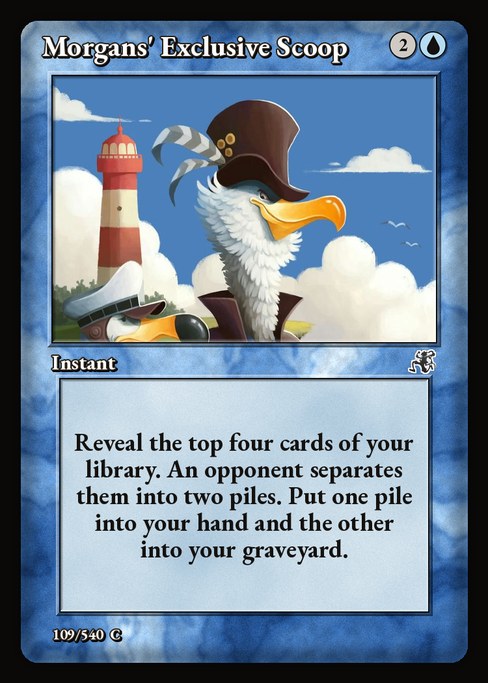 Morgans' Exclusive Scoop 2
Instant
Reveal the top four cards of your
library. An opponent separates
them into two piles. Put one pile
into your hand and the other
into your graveyard.
109/540 C